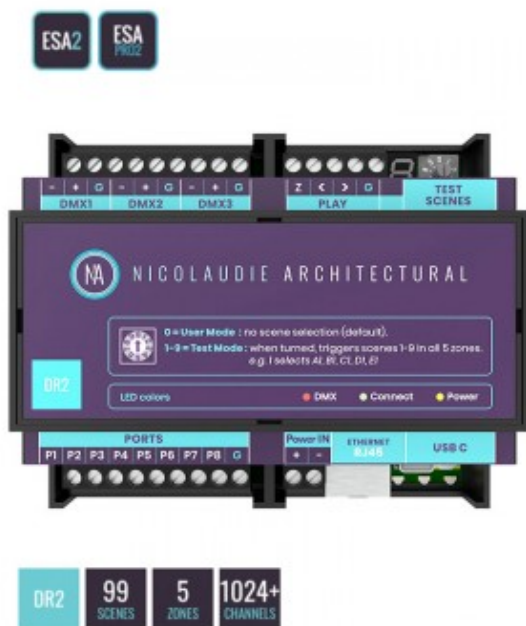 ESA2
ESA
PRO2
- + G - + G - + G
DMX1 DMX2 DMX3
Z < > G
PLAY
TEST
SCENES
NA NICOLAUDIE ARCHITECTURAL
0 = User Mode : no scene selection (default).
1-9 = Test Mode : when turned, triggers scenes 1-9 in all 5 zones.
e.g. 1 selects A1, B1, C1, D1, E1
DR2
LED colors DMX Connect Power
PORTS
P1 P2 P3 P4 P5 P6 P7 P8 G
Power IN
+ -
ETHERNET
RJ45
USB C
DR2
99
SCENES
5
ZONES
1024+
CHANNELS